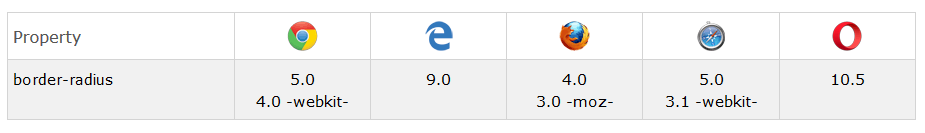 Property
border-radius 5.0 9.0 4.0 5.0 10.5
4.0 -webkit- 3.0 -moz- 3.1 -webkit-